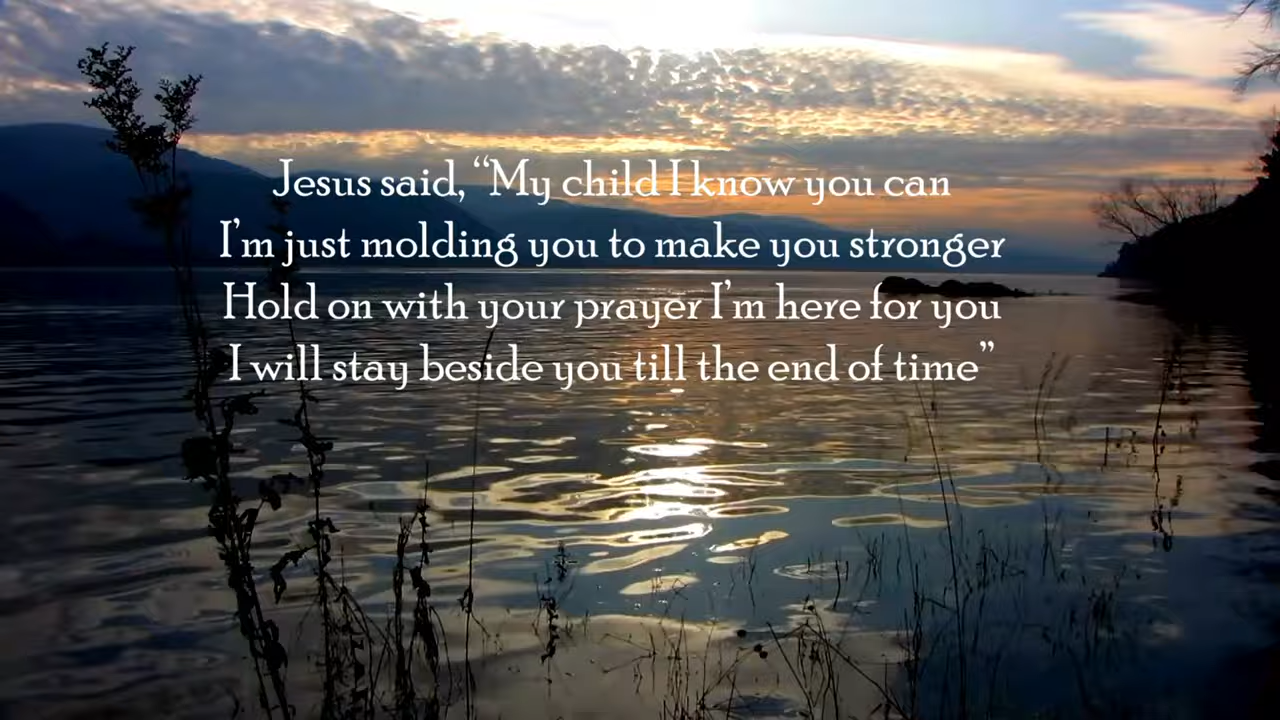 Jesus said, “My child I know you can
I’m just molding you to make you stronger
Hold on with your prayer I’m here for you
I will stay beside you till the end of time”